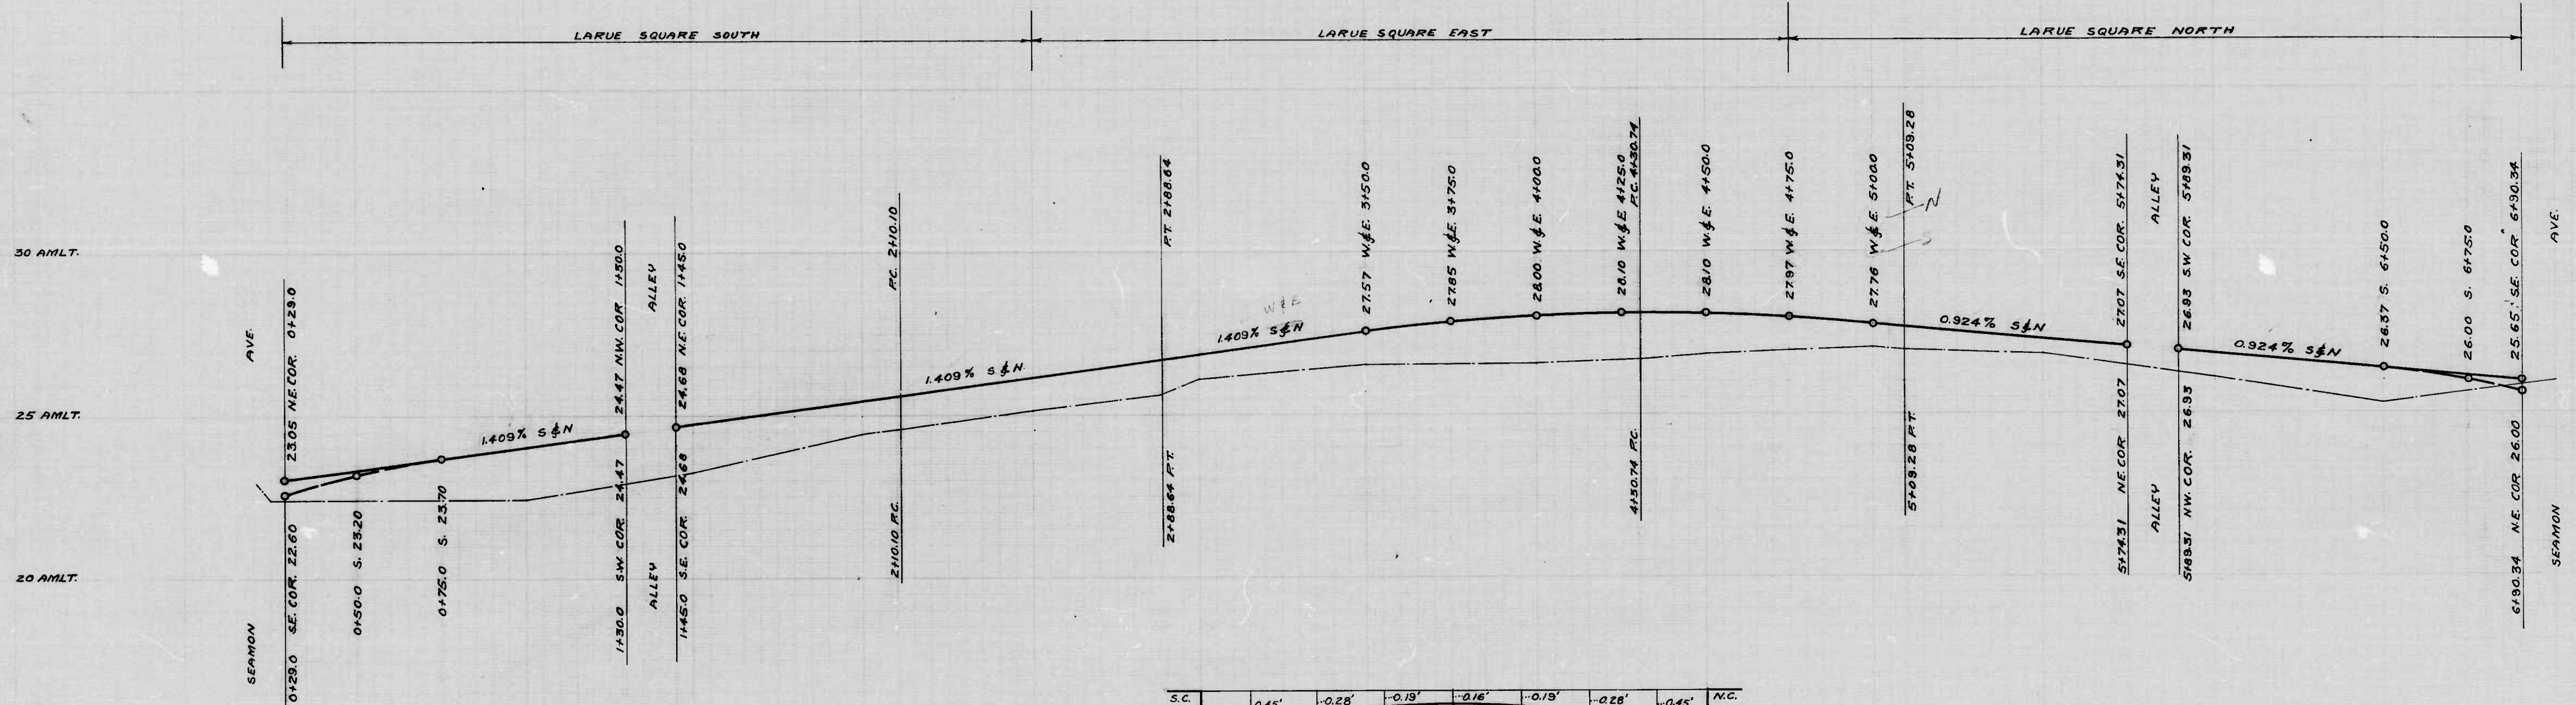 LARUE SQUARE SOUTH
LARUE SQUARE EAST
LARUE SQUARE NORTH
30 AMLT.
25 AMLT.
20 AMLT.
AVE.
SEAMON
23.05 N.E. COR. 0+29.0
0+29.0 S.E. COR. 22.60
0+50.0 S. 23.20
0+75.0 S. 23.70
1.409% S & N
24.47 N.W. COR. 1+30.0
1+30.0 S.W. COR. 24.47
ALLEY
ALLEY
24.68 N.E. COR. 1+45.0
1+45.0 S.E. COR. 24.68
P.C. 2+10.10
2+10.10 P.C.
1.409% S & N
P.T. 2+88.64
2+88.64 P.T.
W & E
1.409% S & N
27.57 W. & E. 3+50.0
27.85 W. & E. 3+75.0
28.00 W. & E. 4+00.0
28.10 W. & E. 4+25.0
P.C. 4+30.74
4+30.74 P.C.
28.10 W. & E. 4+50.0
27.97 W. & E. 4+75.0
27.76 W. & E. 5+00.0
N
S
P.T. 5+09.28
5+09.28 P.T.
0.924% S & N
27.07 S.E. COR. 5+74.31
5+74.31 N.E. COR 27.07
ALLEY
ALLEY
26.93 S.W COR. 5+89.31
5+89.31 N.W. COR. 26.93
0.924% S & N
26.37 S. 6+50.0
26.00 S. 6+75.0
25.65 S.E. COR 6+90.34
6+90.34 N.E. COR 26.00
AVE.
SEAMON
S.C. 0.45' -0.28' -0.19' -0.16' -0.19' -0.28' -0.45' N.C.